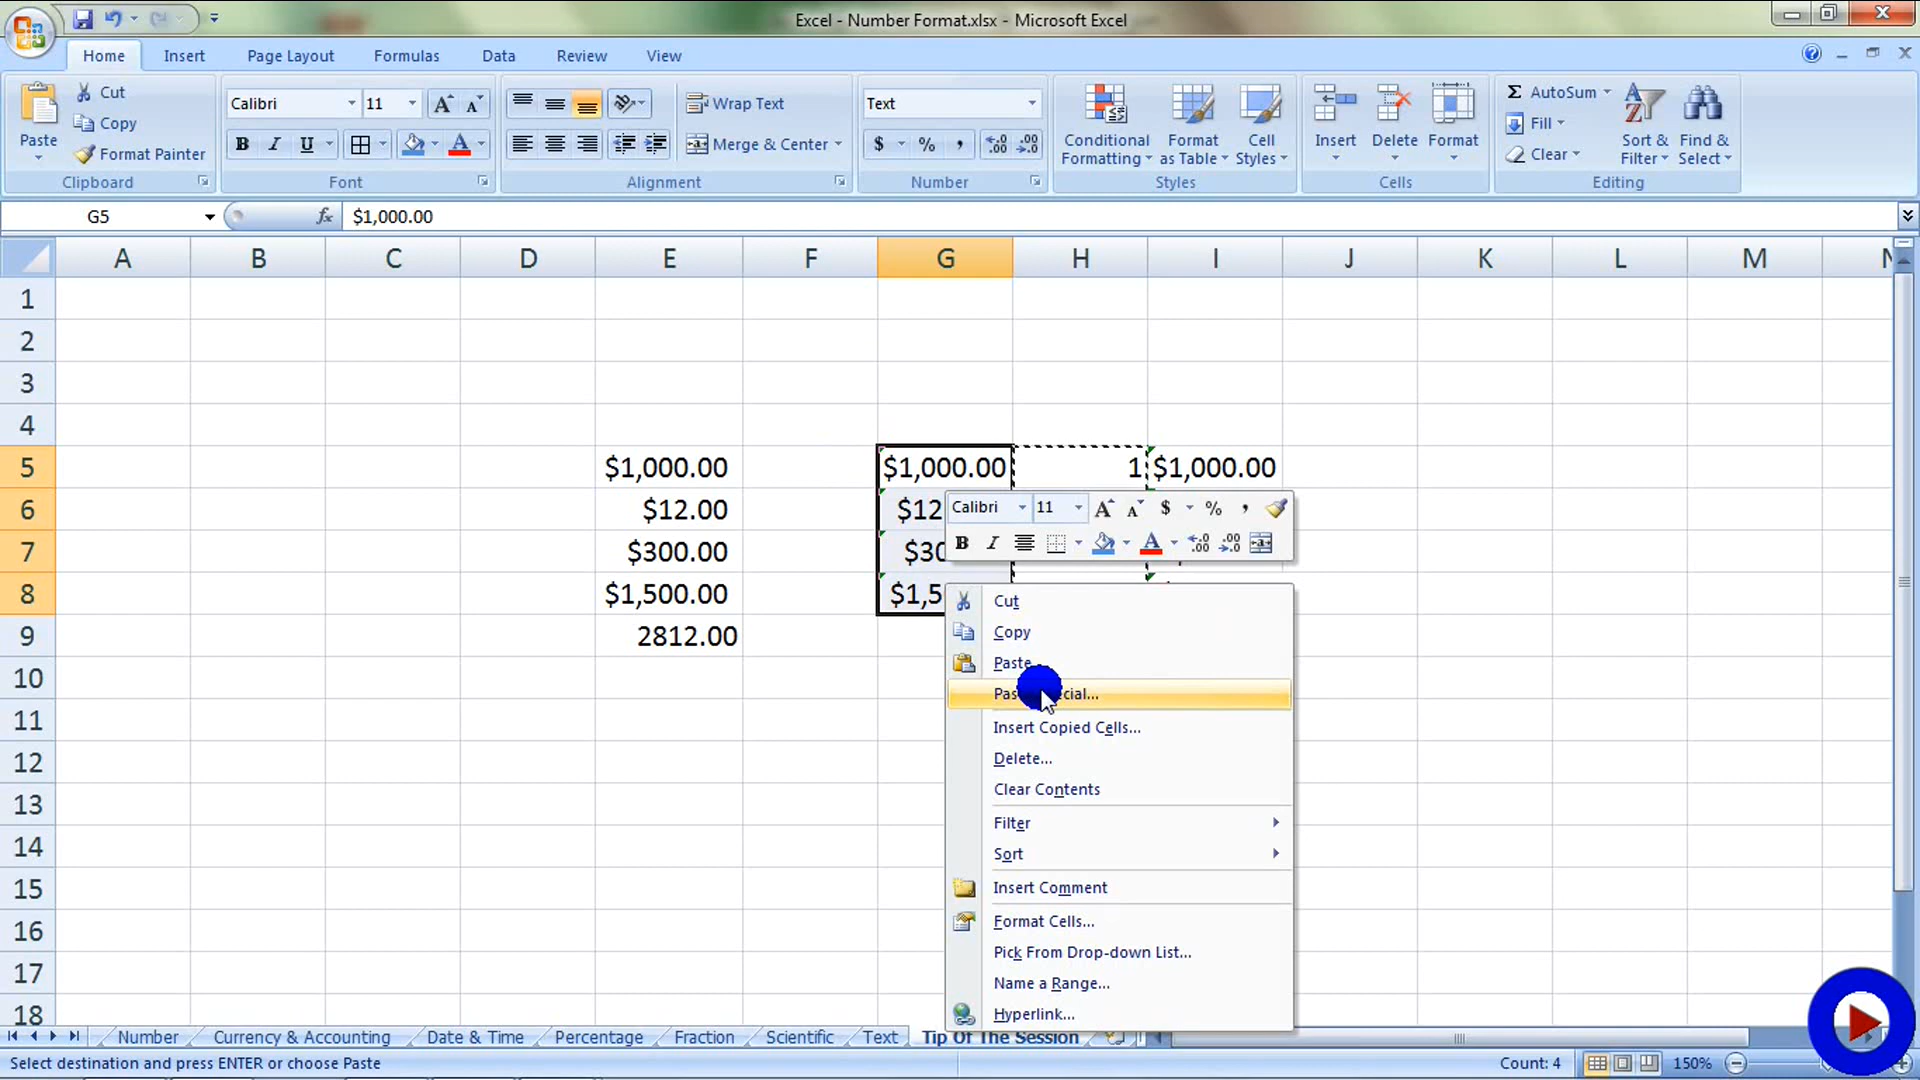 Excel - Number Format.xlsx - Microsoft Excel
Home Insert Page Layout Formulas Data Review View
Paste
Cut
Copy
Format Painter
Clipboard
Calibri 11
B I U
Font
Wrap Text
Merge & Center
Alignment
Text
$ % ,
Number
Conditional Formatting
Format as Table
Cell Styles
Styles
Insert
Delete
Format
Cells
AutoSum
Fill
Clear
Sort & Filter
Find & Select
Editing
G5 fx $1,000.00
A B C D E F G H I J K L M
1
2
3
4
5 $1,000.00 $1,000.00 1 $1,000.00
6 $12.00 $12
7 $300.00 $30
8 $1,500.00 $1,5
9 2812.00
10
11
12
13
14
15
16
17
18
Calibri 11 A A $ % ,
B I A
Cut
Copy
Paste
Insert Copied Cells...
Delete...
Clear Contents
Filter
Sort
Insert Comment
Format Cells...
Pick From Drop-down List...
Name a Range...
Hyperlink...
Number Currency & Accounting Date & Time Percentage Fraction Scientific Text Tip Of The Session
Select destination and press ENTER or choose Paste
Count: 4 150%